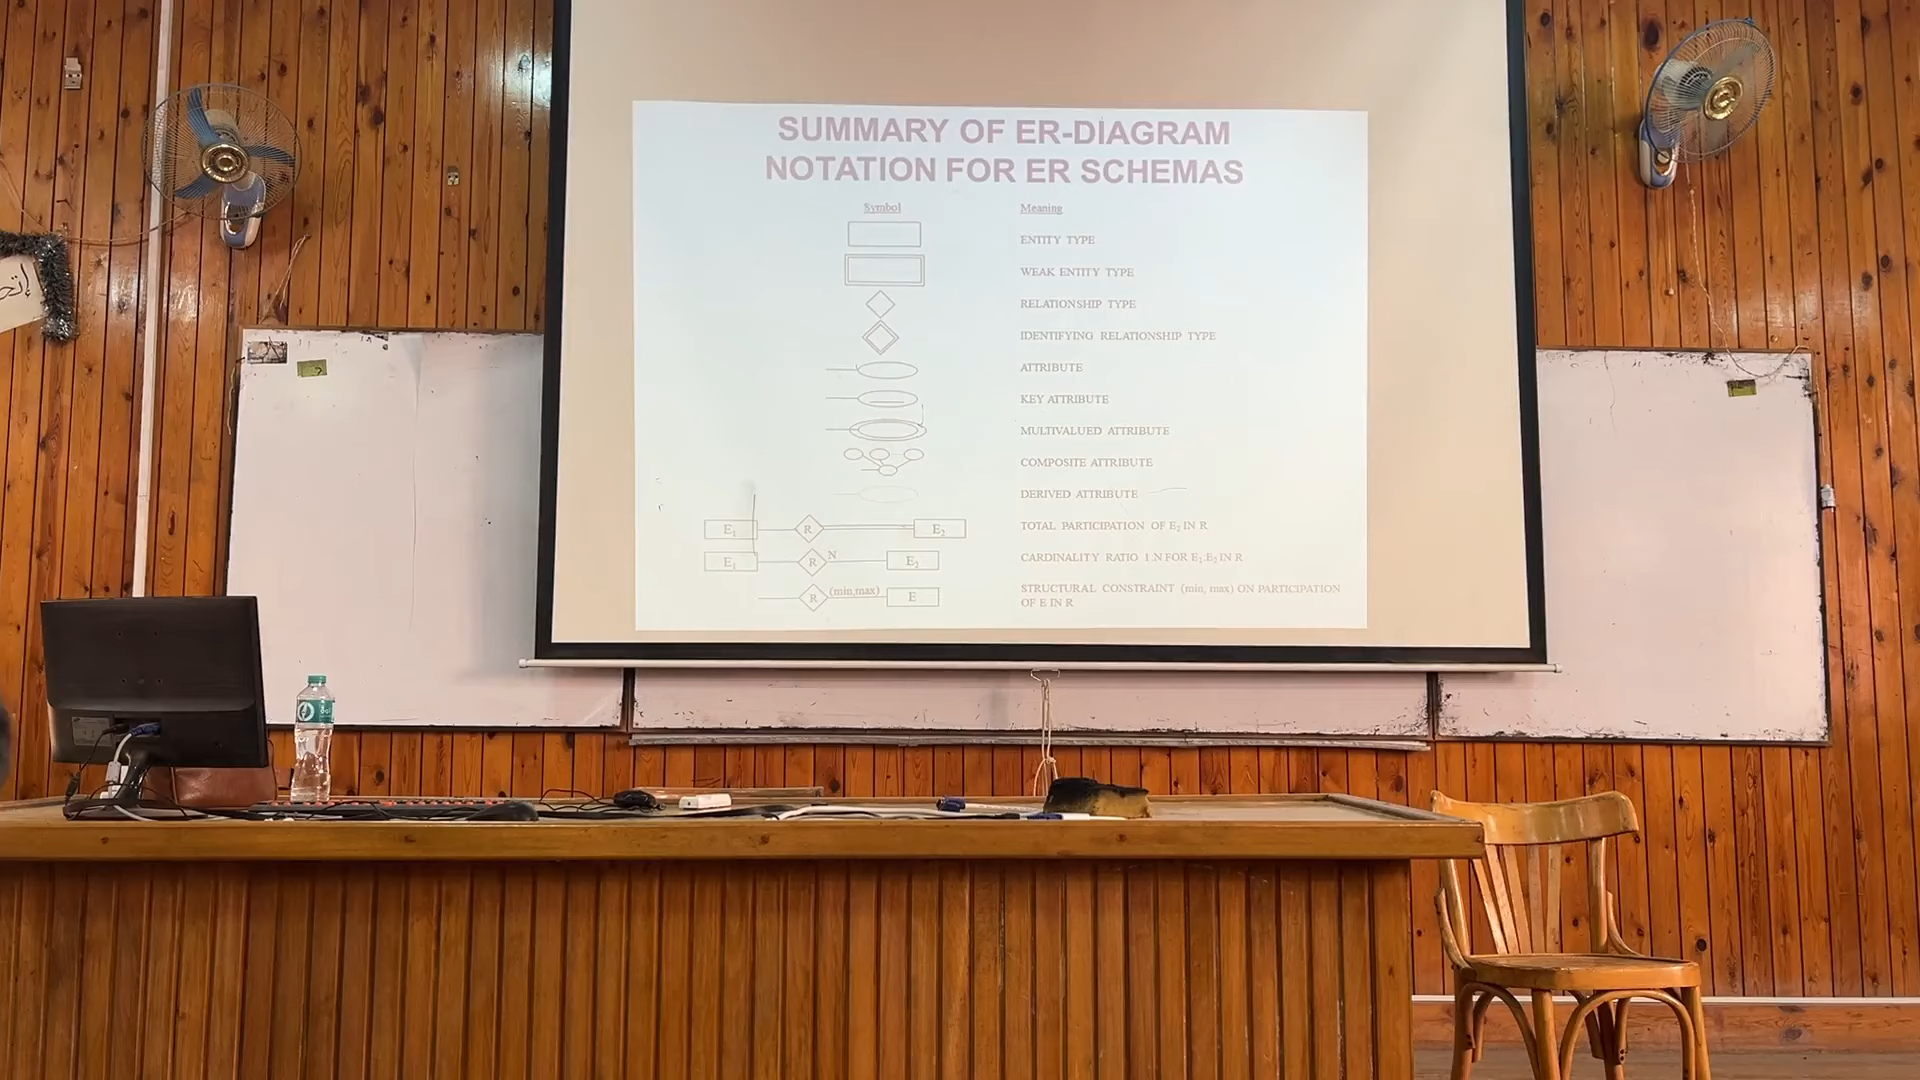 SUMMARY OF ER-DIAGRAM
NOTATION FOR ER SCHEMAS
Symbol Meaning
ENTITY TYPE
WEAK ENTITY TYPE
RELATIONSHIP TYPE
IDENTIFYING RELATIONSHIP TYPE
ATTRIBUTE
KEY ATTRIBUTE
MULTIVALUED ATTRIBUTE
COMPOSITE ATTRIBUTE
DERIVED ATTRIBUTE
E₁ R E₂ TOTAL PARTICIPATION OF E₂ IN R
E₁ R N E₂ CARDINALITY RATIO 1:N FOR E₁:E₂ IN R
R (min,max) E STRUCTURAL CONSTRAINT (min, max) ON PARTICIPATION
OF E IN R